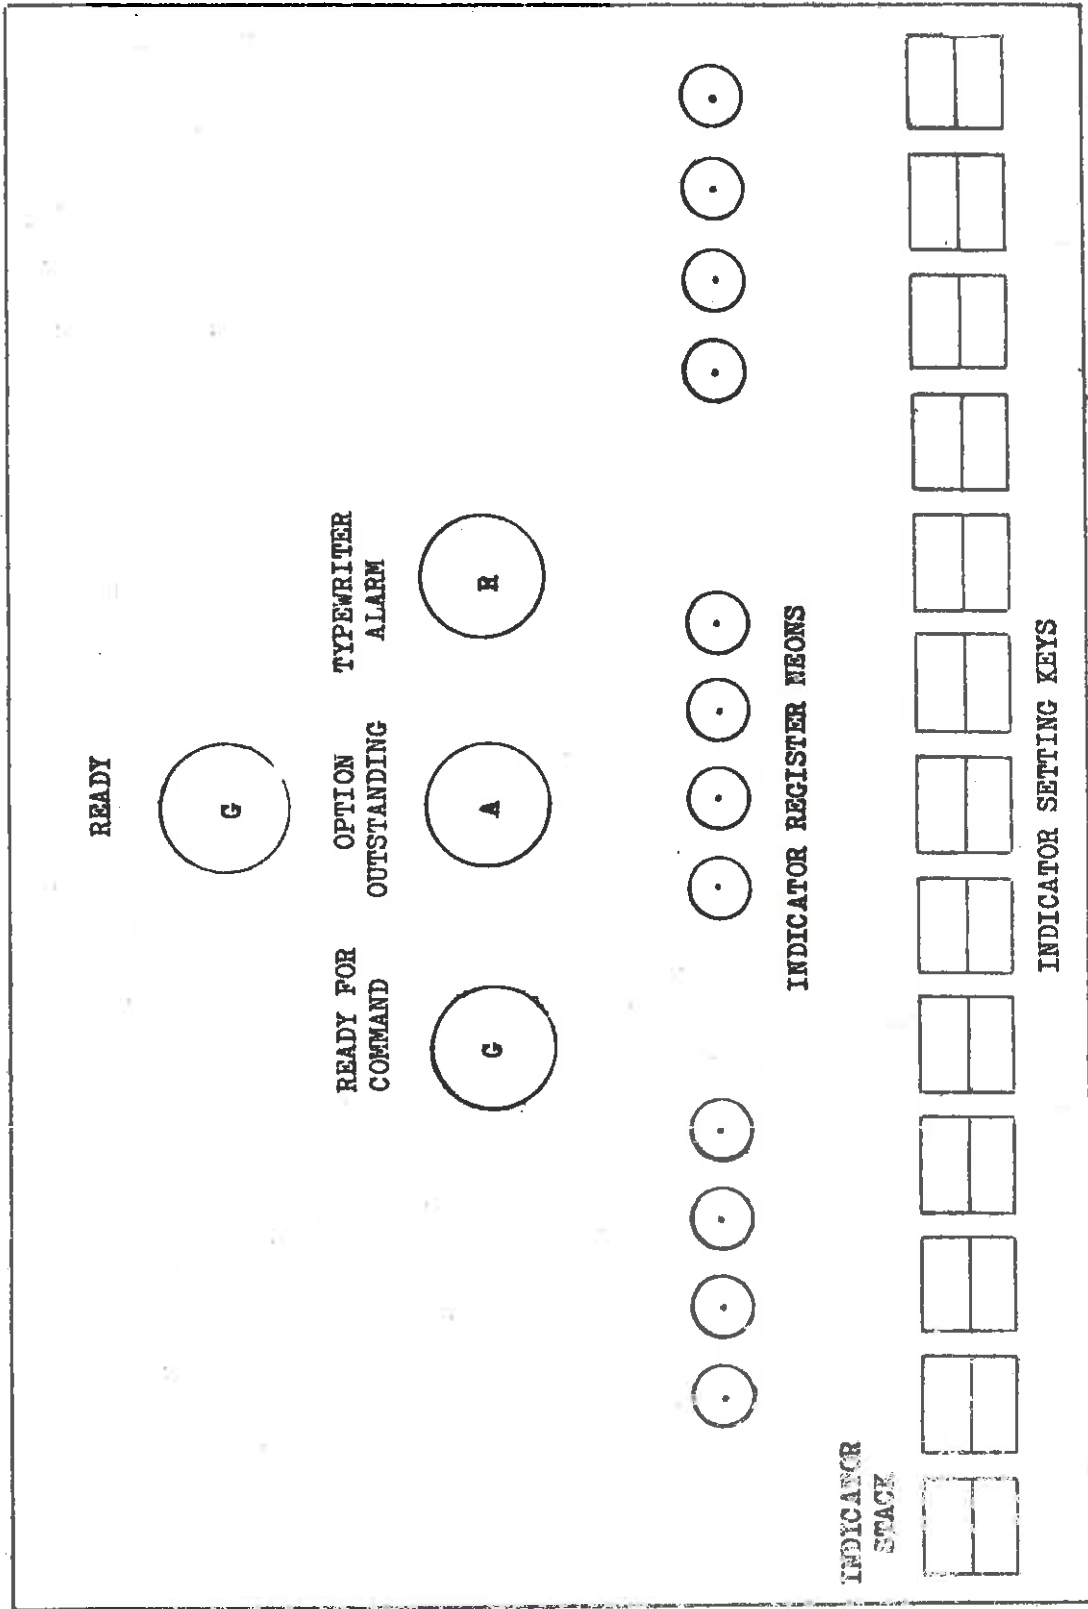 READY
G
READY FOR
COMMAND
OPTION
OUTSTANDING
TYPEWRITER
ALARM
G
A
R
INDICATOR REGISTER NEONS
INDICATOR
STACK
INDICATOR SETTING KEYS